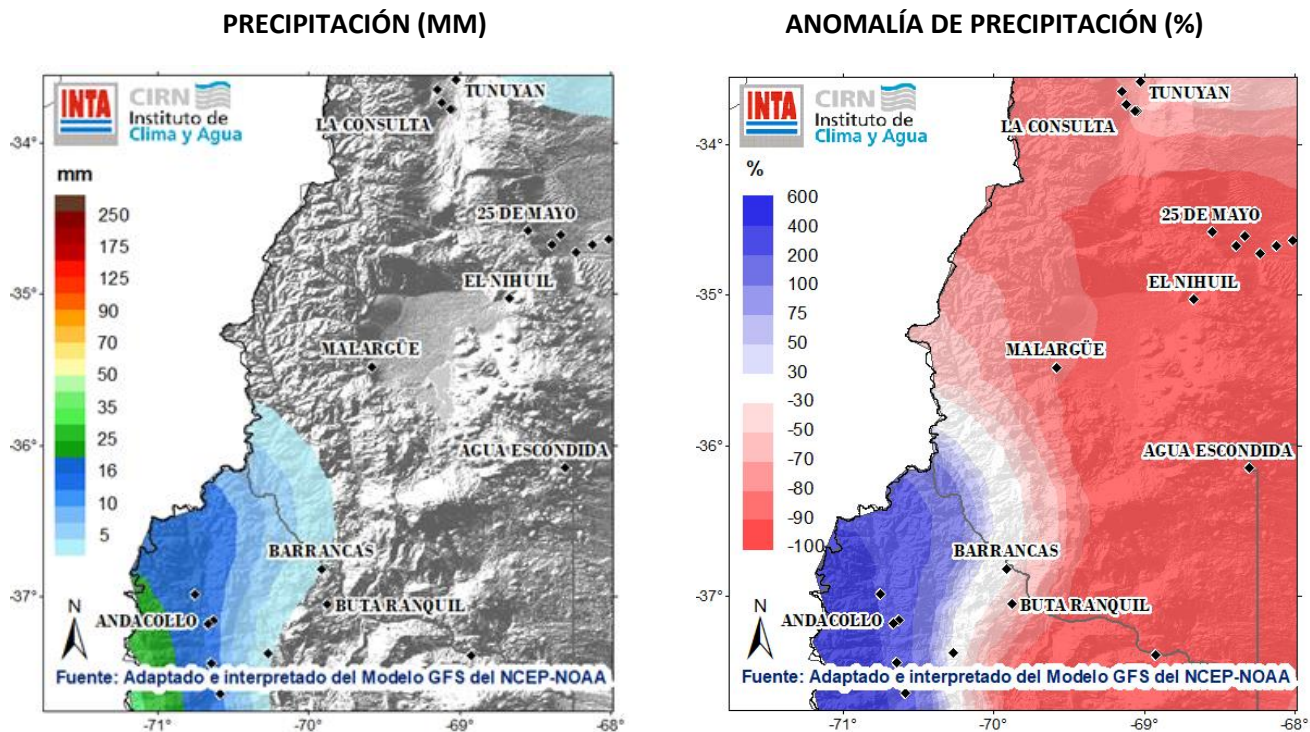 PRECIPITACIÓN (MM)
INTA
CIRN
Instituto de
Clima y Agua
mm
250
175
125
90
70
50
35
25
16
10
5
TUNUYAN
LA CONSULTA
25 DE MAYO
EL NIHUIL
MALARGÜE
AGUA ESCONDIDA
BARRANCAS
BUTA RANQUIL
ANDACOLLO
N
Fuente: Adaptado e interpretado del Modelo GFS del NCEP-NOAA
-34°
-35°
-36°
-37°
-71°
-70°
-69°
-68°
ANOMALÍA DE PRECIPITACIÓN (%)
INTA
CIRN
Instituto de
Clima y Agua
%
600
400
200
100
75
50
30
-30
-50
-70
-80
-90
-100
TUNUYAN
LA CONSULTA
25 DE MAYO
EL NIHUIL
MALARGÜE
AGUA ESCONDIDA
BARRANCAS
BUTA RANQUIL
ANDACOLLO
N
Fuente: Adaptado e interpretado del Modelo GFS del NCEP-NOAA
-34°
-35°
-36°
-37°
-71°
-70°
-69°
-68°